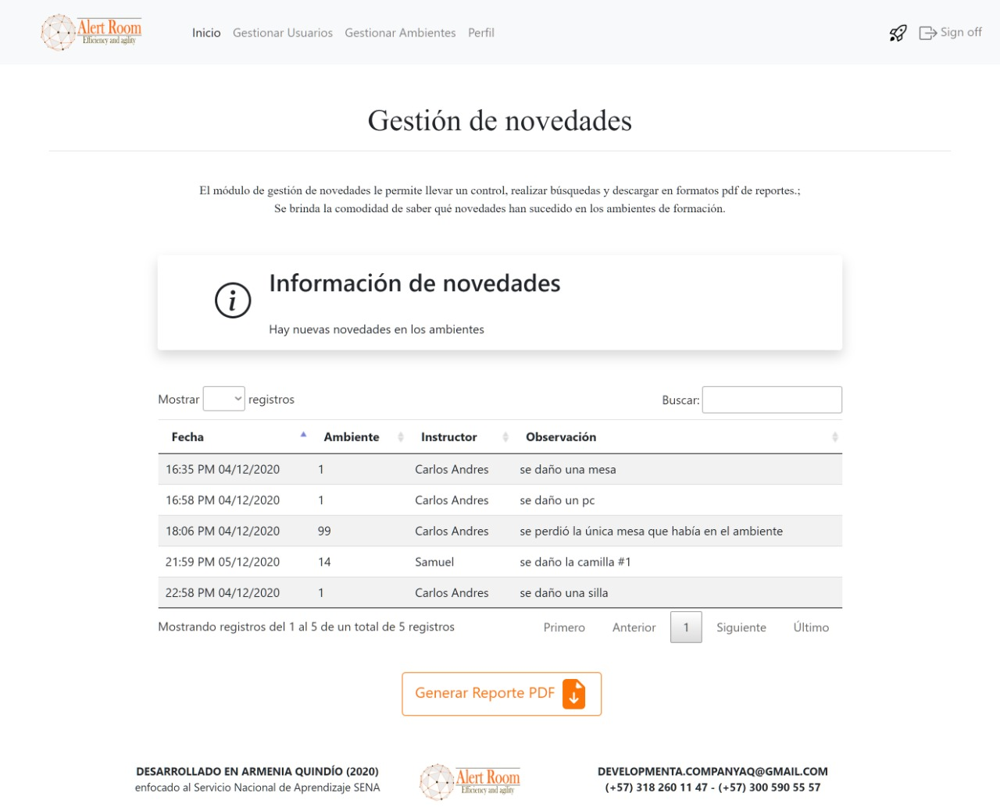 Alert Room
Efficiency and agility
Inicio Gestionar Usuarios Gestionar Ambientes Perfil Sign off
Gestión de novedades
El módulo de gestión de novedades le permite llevar un control, realizar búsquedas y descargar en formatos pdf de reportes.;
Se brinda la comodidad de saber qué novedades han sucedido en los ambientes de formación.
i
Información de novedades
Hay nuevas novedades en los ambientes
Mostrar registros Buscar:
Fecha Ambiente Instructor Observación
16:35 PM 04/12/2020 1 Carlos Andres se daño una mesa
16:58 PM 04/12/2020 1 Carlos Andres se daño un pc
18:06 PM 04/12/2020 99 Carlos Andres se perdió la única mesa que había en el ambiente
21:59 PM 05/12/2020 14 Samuel se daño la camilla #1
22:58 PM 04/12/2020 1 Carlos Andres se daño una silla
Mostrando registros del 1 al 5 de un total de 5 registros Primero Anterior 1 Siguiente Último
Generar Reporte PDF
DESARROLLADO EN ARMENIA QUINDÍO (2020)
enfocado al Servicio Nacional de Aprendizaje SENA
Alert Room
Efficiency and agility
DEVELOPMENTA.COMPANYAQ@GMAIL.COM
(+57) 318 260 11 47 - (+57) 300 590 55 57